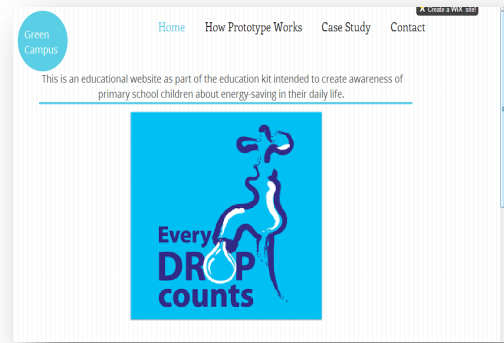 Create a WiX site!
Green
Campus
Home How Prototype Works Case Study Contact
This is an educational website as part of the education kit intended to create awareness of
primary school children about energy-saving in their daily life.
Every
DROP
counts